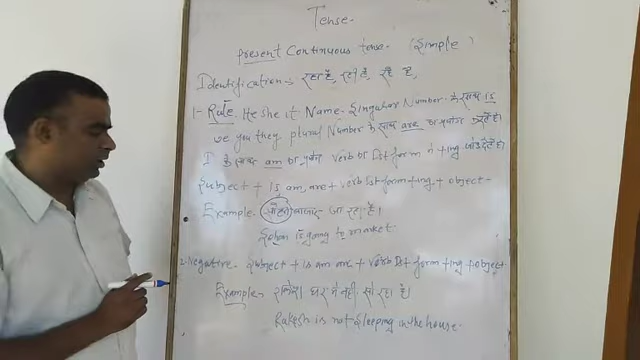 Tense.
present Continuous tense. (Simple)
Identification :- रहा है, रही है, रहे है,
1- Rule. He she it Name. Singular Number. के साथ is
we you they plural Number के साथ are का प्रयोग करते है।
I के साथ am का प्रयोग verb की Ist form में +ing जोड़ देते है।
Subject + is am, are + verb Ist form + ing + object =
Example. सोहन बाजार जा रहा है।
Sohan is going to market.
2. Negative. Subject + is am are + verb Ist form + ing + object.
Example. राकेश घर में नही सो रहा है।
Rakesh is not sleeping in the house.